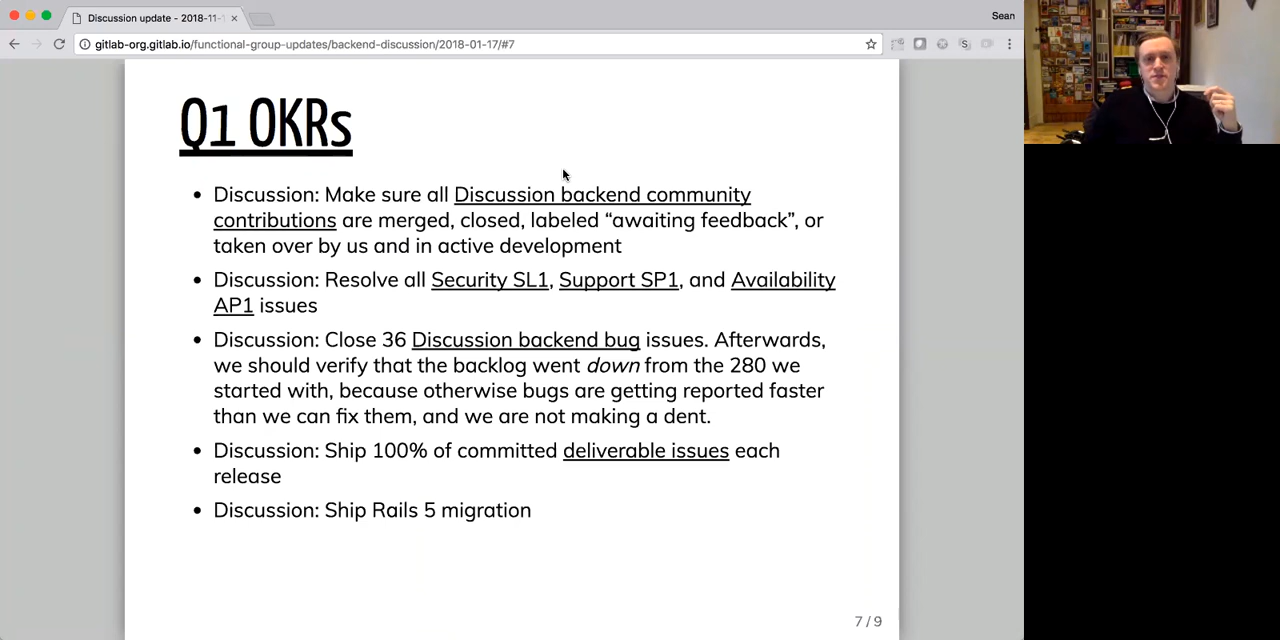 Discussion update - 2018-11-
Sean
gitlab-org.gitlab.io/functional-group-updates/backend-discussion/2018-01-17/#7
Q1 OKRs
Discussion: Make sure all Discussion backend community
contributions are merged, closed, labeled “awaiting feedback”, or
taken over by us and in active development
Discussion: Resolve all Security SL1, Support SP1, and Availability
AP1 issues
Discussion: Close 36 Discussion backend bug issues. Afterwards,
we should verify that the backlog went down from the 280 we
started with, because otherwise bugs are getting reported faster
than we can fix them, and we are not making a dent.
Discussion: Ship 100% of committed deliverable issues each
release
Discussion: Ship Rails 5 migration
7 / 9